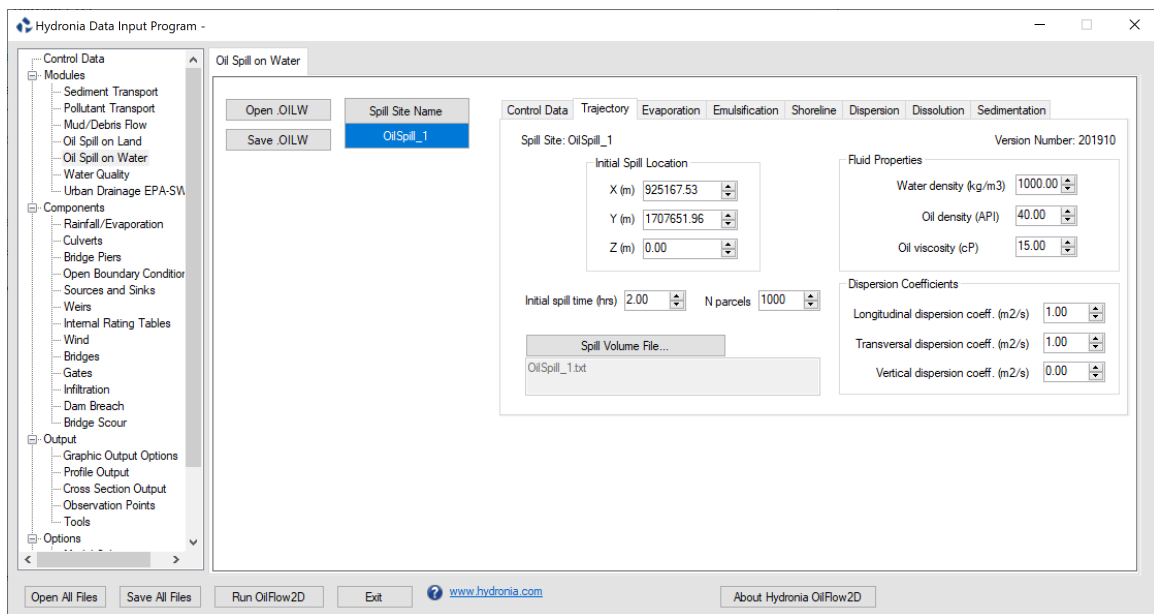 Hydronia Data Input Program -
Control Data
Modules
Sediment Transport
Pollutant Transport
Mud/Debris Flow
Oil Spill on Land
Oil Spill on Water
Water Quality
Urban Drainage EPA-SW
Components
Rainfall/Evaporation
Culverts
Bridge Piers
Open Boundary Condition
Sources and Sinks
Weirs
Internal Rating Tables
Wind
Bridges
Gates
Infiltration
Dam Breach
Bridge Scour
Output
Graphic Output Options
Profile Output
Cross Section Output
Observation Points
Tools
Options
Oil Spill on Water
Open .OILW
Save .OILW
Spill Site Name
OilSpill_1
Control Data Trajectory Evaporation Emulsification Shoreline Dispersion Dissolution Sedimentation
Spill Site: OilSpill_1
Version Number: 201910
Initial Spill Location
X (m) 925167.53
Y (m) 1707651.96
Z (m) 0.00
Initial spill time (hrs) 2.00 N parcels 1000
Spill Volume File...
OilSpill_1.txt
Fluid Properties
Water density (kg/m3) 1000.00
Oil density (API) 40.00
Oil viscosity (cP) 15.00
Dispersion Coefficients
Longitudinal dispersion coeff. (m2/s) 1.00
Transversal dispersion coeff. (m2/s) 1.00
Vertical dispersion coeff. (m2/s) 0.00
Open All Files Save All Files Run OilFlow2D Exit ? www.hydronia.com About Hydronia OilFlow2D